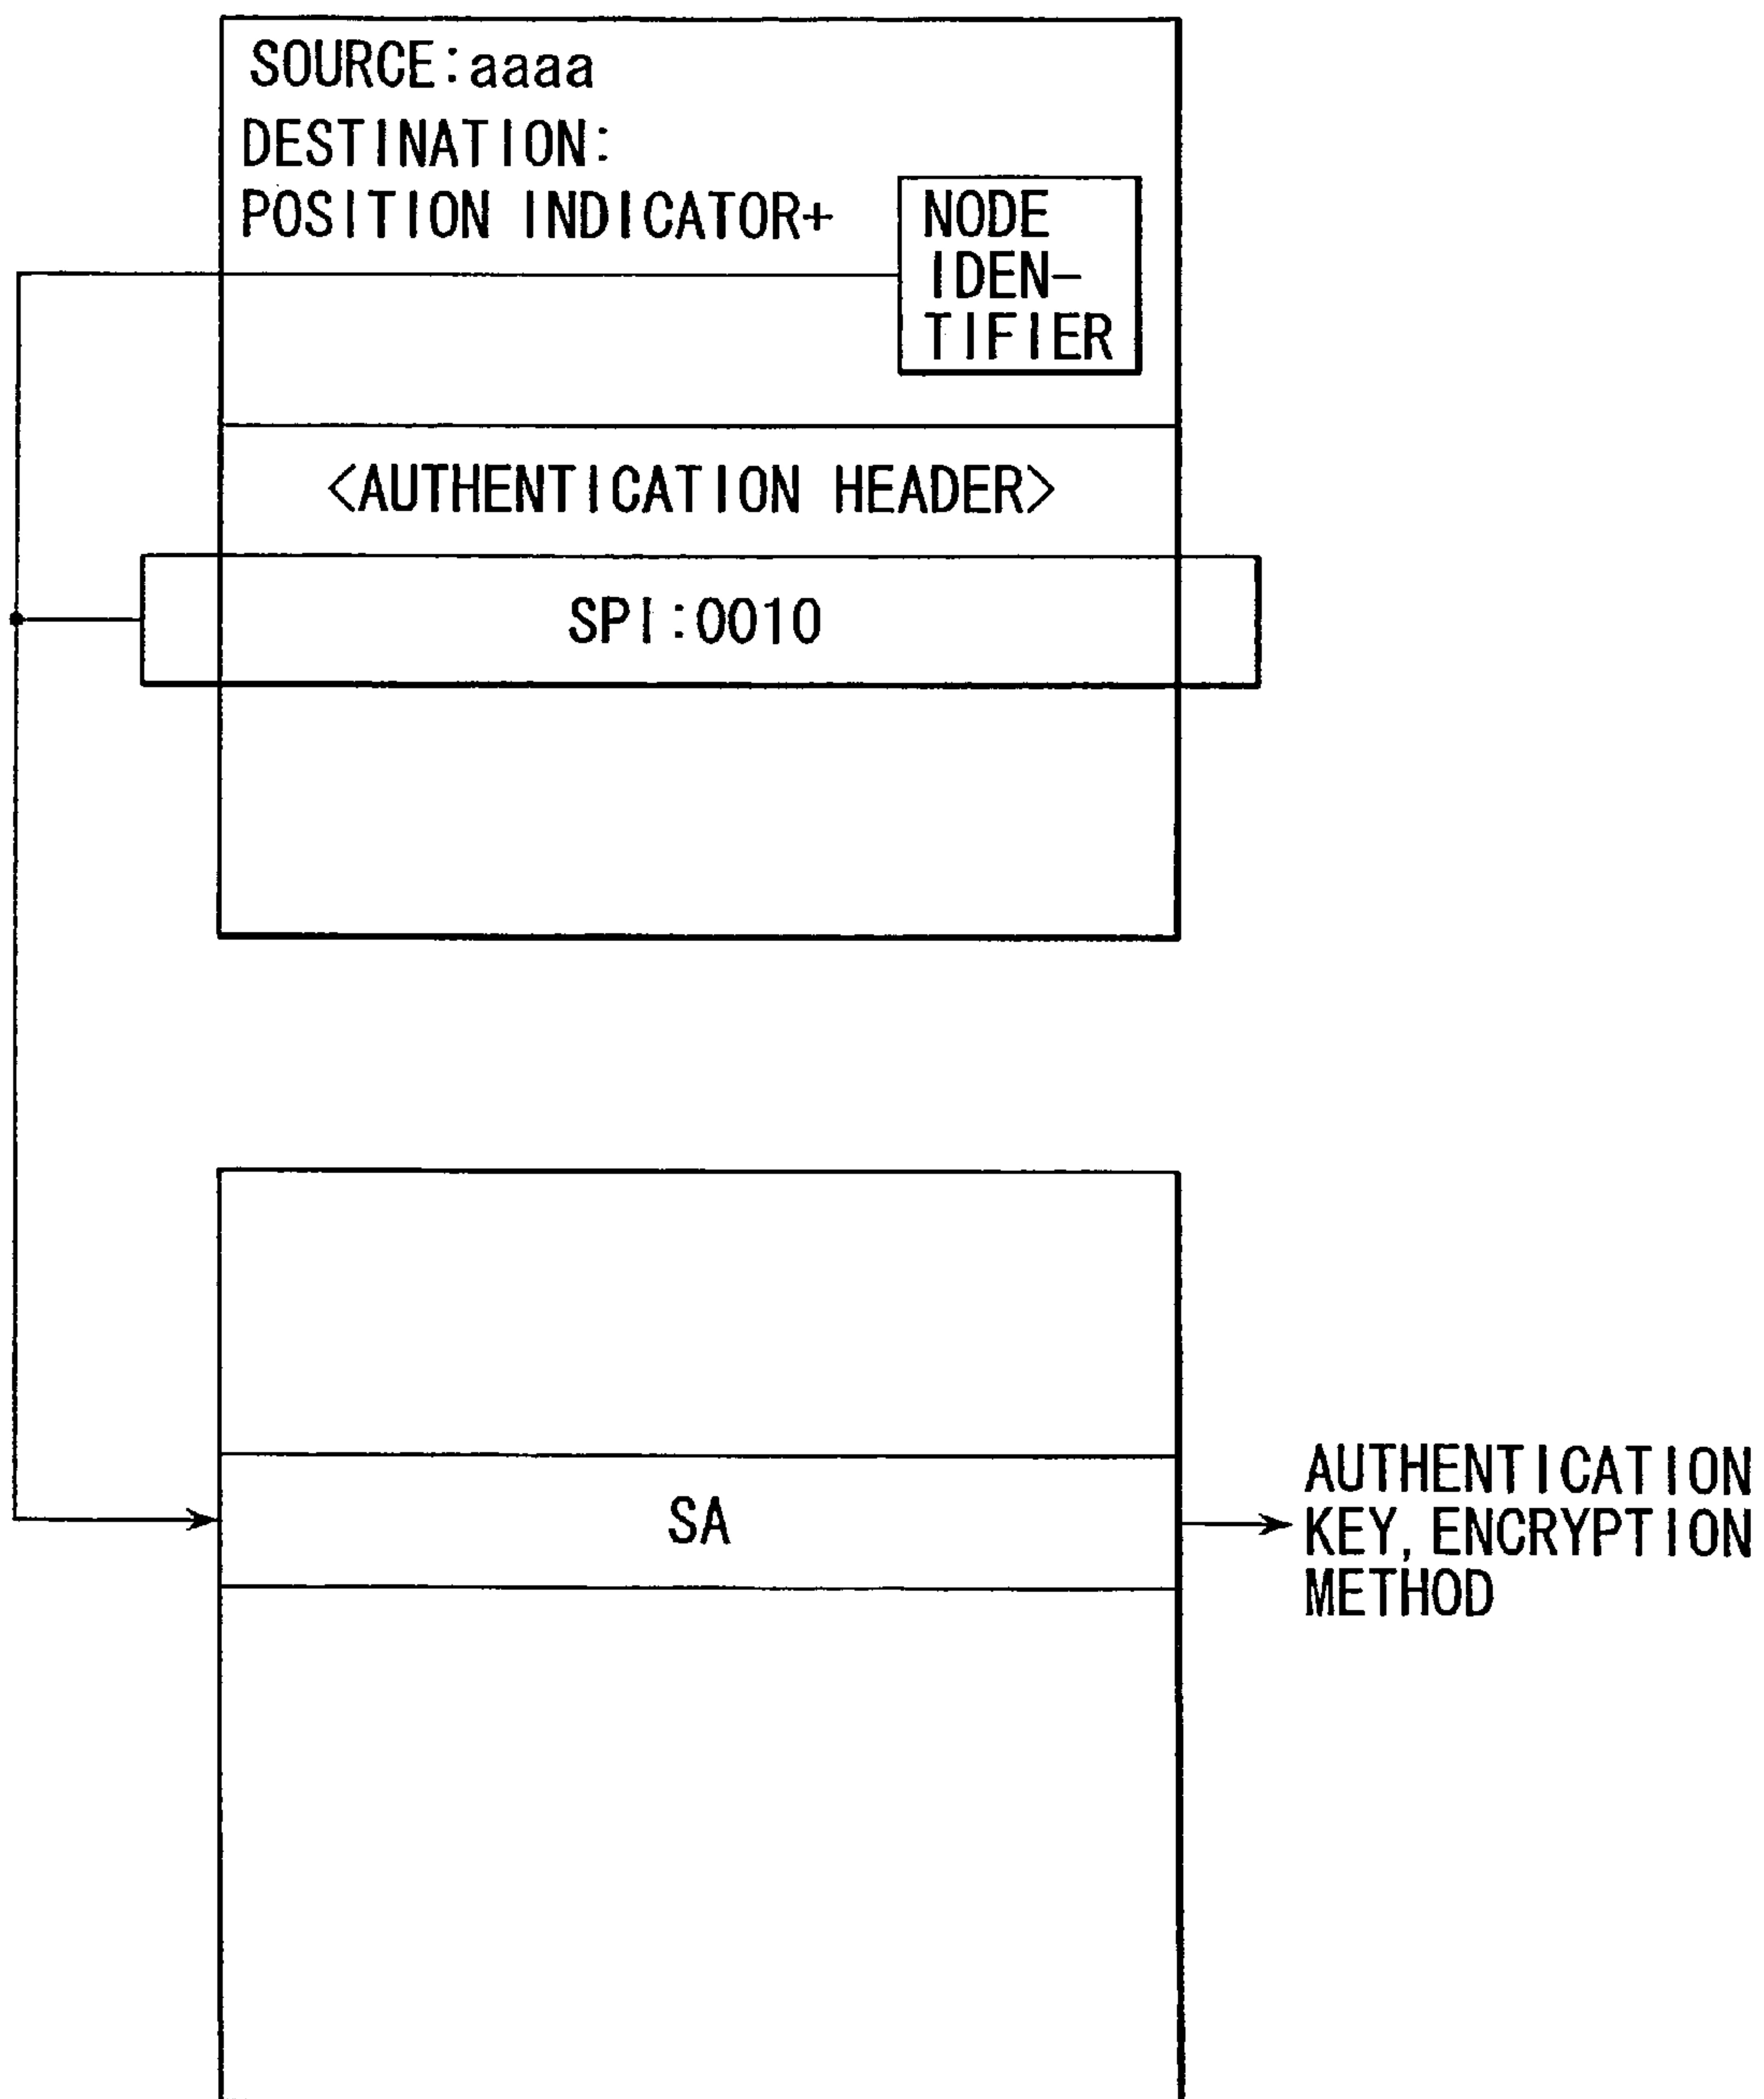 SOURCE:aaaa
DESTINATION:
POSITION INDICATOR+
NODE
IDEN-
TIFIER
<AUTHENTICATION HEADER>
SPI:0010
SA
AUTHENTICATION
KEY, ENCRYPTION
METHOD